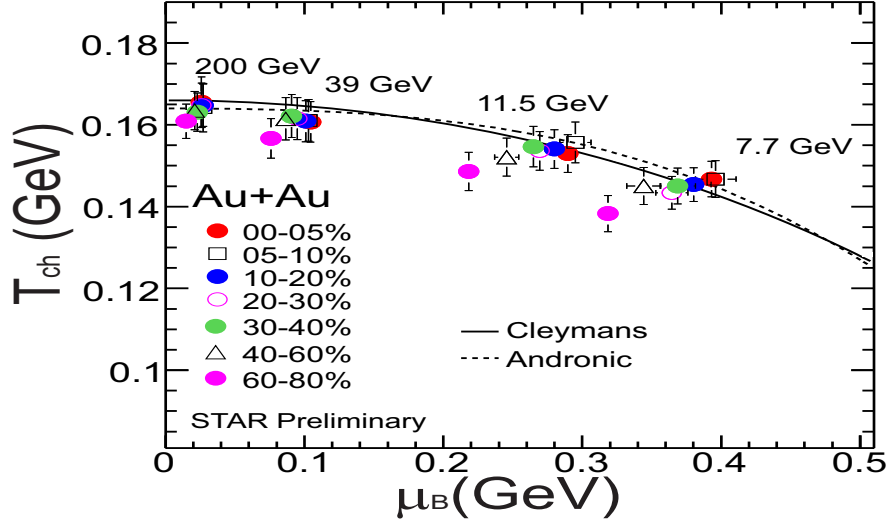 T_ch (GeV)
0.18
0.16
0.14
0.12
0.1
200 GeV
39 GeV
11.5 GeV
7.7 GeV
Au+Au
00-05%
05-10%
10-20%
20-30%
30-40%
40-60%
60-80%
Cleymans
Andronic
STAR Preliminary
0 0.1 0.2 0.3 0.4 0.5
μ_B(GeV)